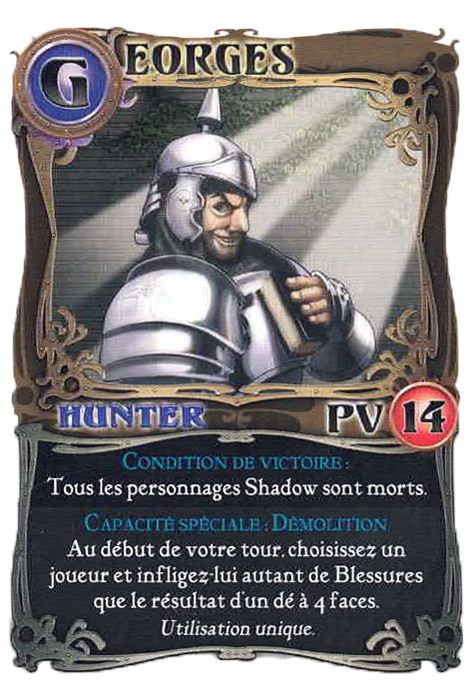 GEORGES
HUNTER PV 14
CONDITION DE VICTOIRE :
Tous les personnages Shadow sont morts.
CAPACITÉ SPÉCIALE : DÉMOLITION
Au début de votre tour, choisissez un
joueur et infligez-lui autant de Blessures
que le résultat d'un dé à 4 faces.
Utilisation unique.